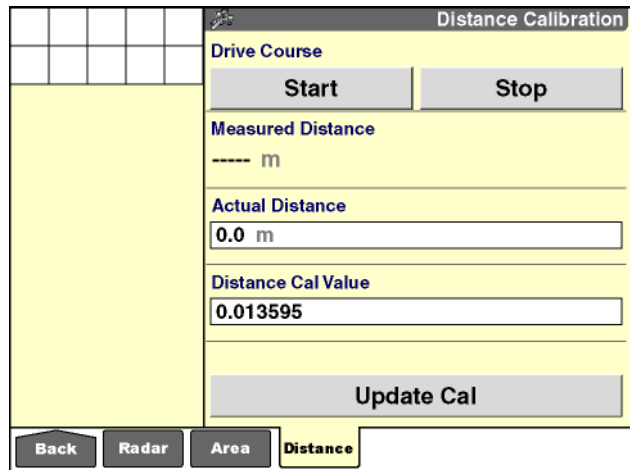 Distance Calibration
Drive Course
Start Stop
Measured Distance
----- m
Actual Distance
0.0 m
Distance Cal Value
0.013595
Update Cal
Back Radar Area Distance